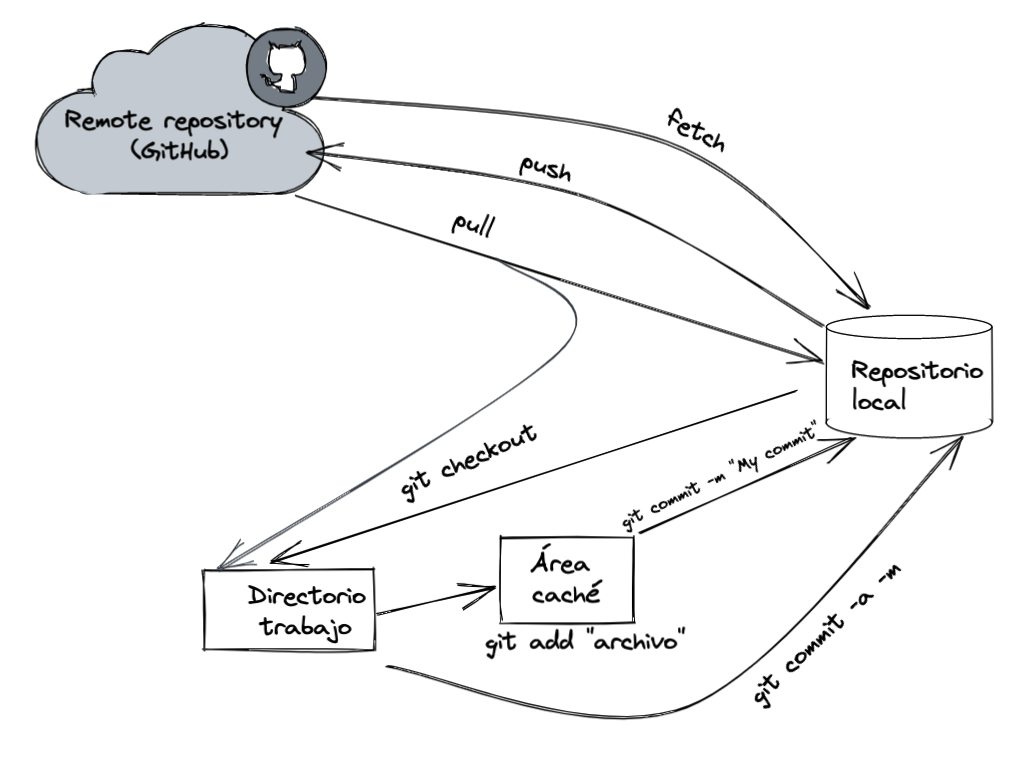 Remote repository
(GitHub)
fetch
push
pull
Repositorio
local
git checkout
git commit -m "My commit"
Área
caché
Directorio
trabajo
git add "archivo"
git commit -a -m